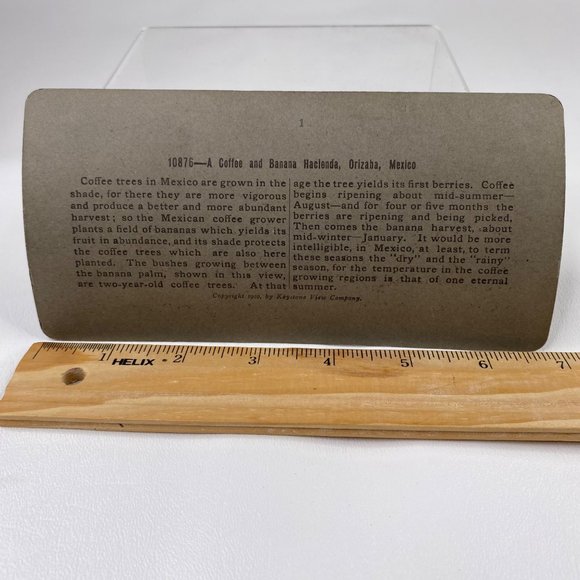 1
10876—A Coffee and Banana Hacienda, Orizaba, Mexico
Coffee trees in Mexico are grown in the
shade, for there they are more vigorous
and produce a better and more abundant
harvest; so the Mexican coffee grower
plants a field of bananas which yields its
fruit in abundance, and its shade protects
the coffee trees which are also here
planted. The bushes growing between
the banana palm, shown in this view,
are two-year-old coffee trees. At that
age the tree yields its first berries. Coffee
begins ripening about mid-summer—
August—and for four or five months the
berries are ripening and being picked,
Then comes the banana harvest, about
mid-winter—January. It would be more
intelligible, in Mexico, at least, to term
these seasons the "dry" and the "rainy"
season, for the temperature in the coffee
growing regions is that of one eternal
summer.
Copyright 1910, by Keystone View Company.
1 2 3 4 5 6 7
HELIX